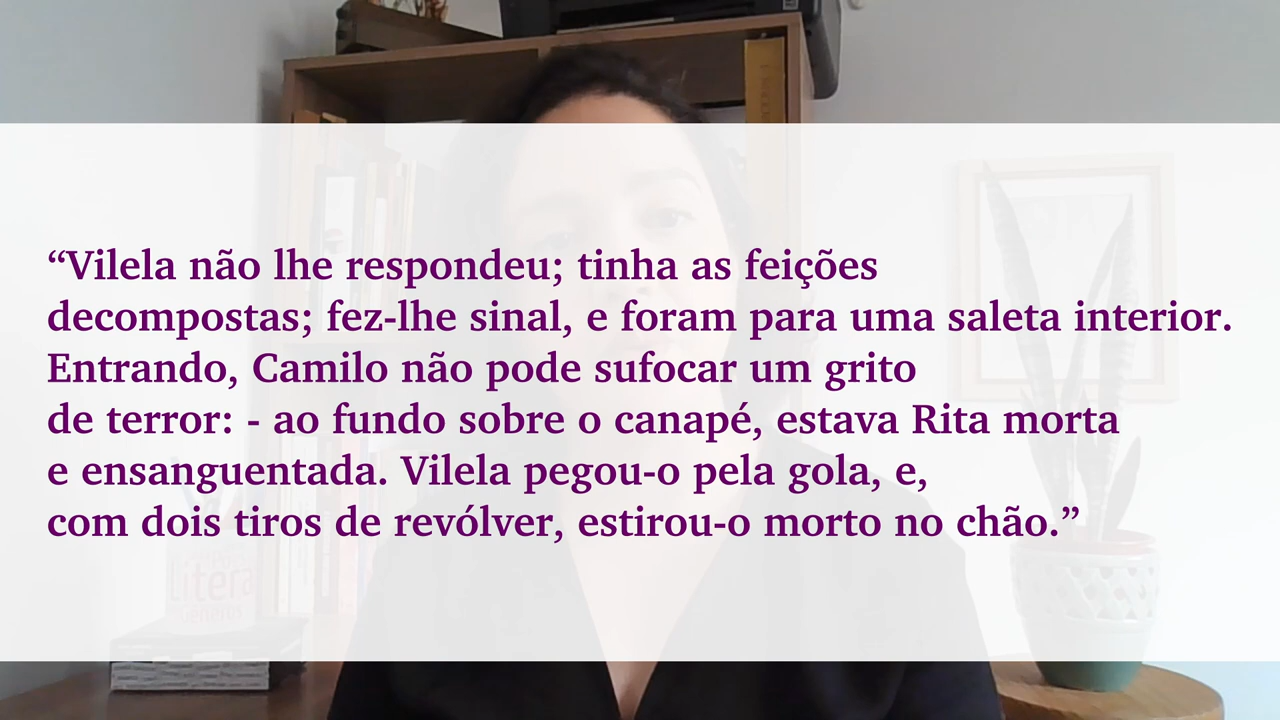 “Vilela não lhe respondeu; tinha as feições
decompostas; fez-lhe sinal, e foram para uma saleta interior.
Entrando, Camilo não pode sufocar um grito
de terror: - ao fundo sobre o canapé, estava Rita morta
e ensanguentada. Vilela pegou-o pela gola, e,
com dois tiros de revólver, estirou-o morto no chão.”